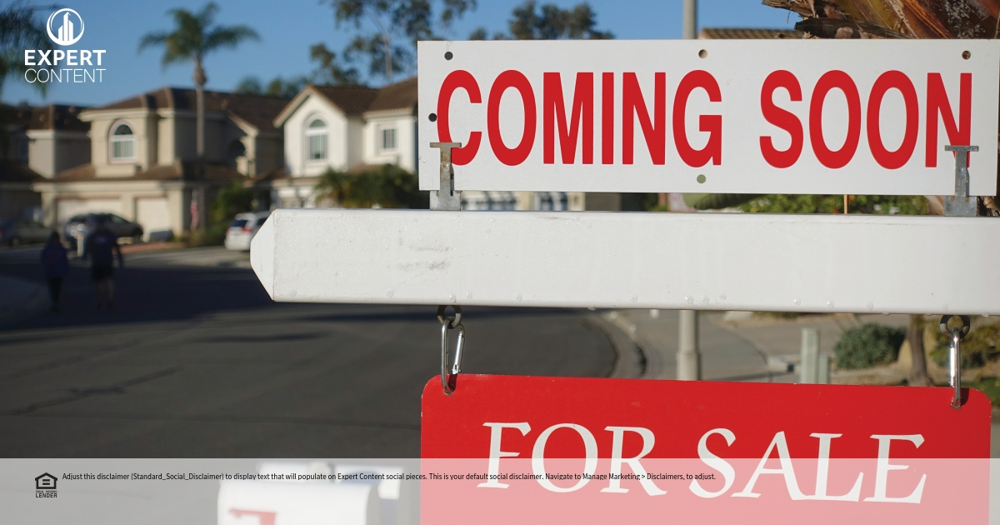 EXPERT
CONTENT
COMING SOON
FOR SALE
Adjust this disclaimer (Standard_Social_Disclaimer) to display text that will populate on Expert Content social pieces. This is your default social disclaimer. Navigate to Manage Marketing > Disclaimers, to adjust.
LENDER